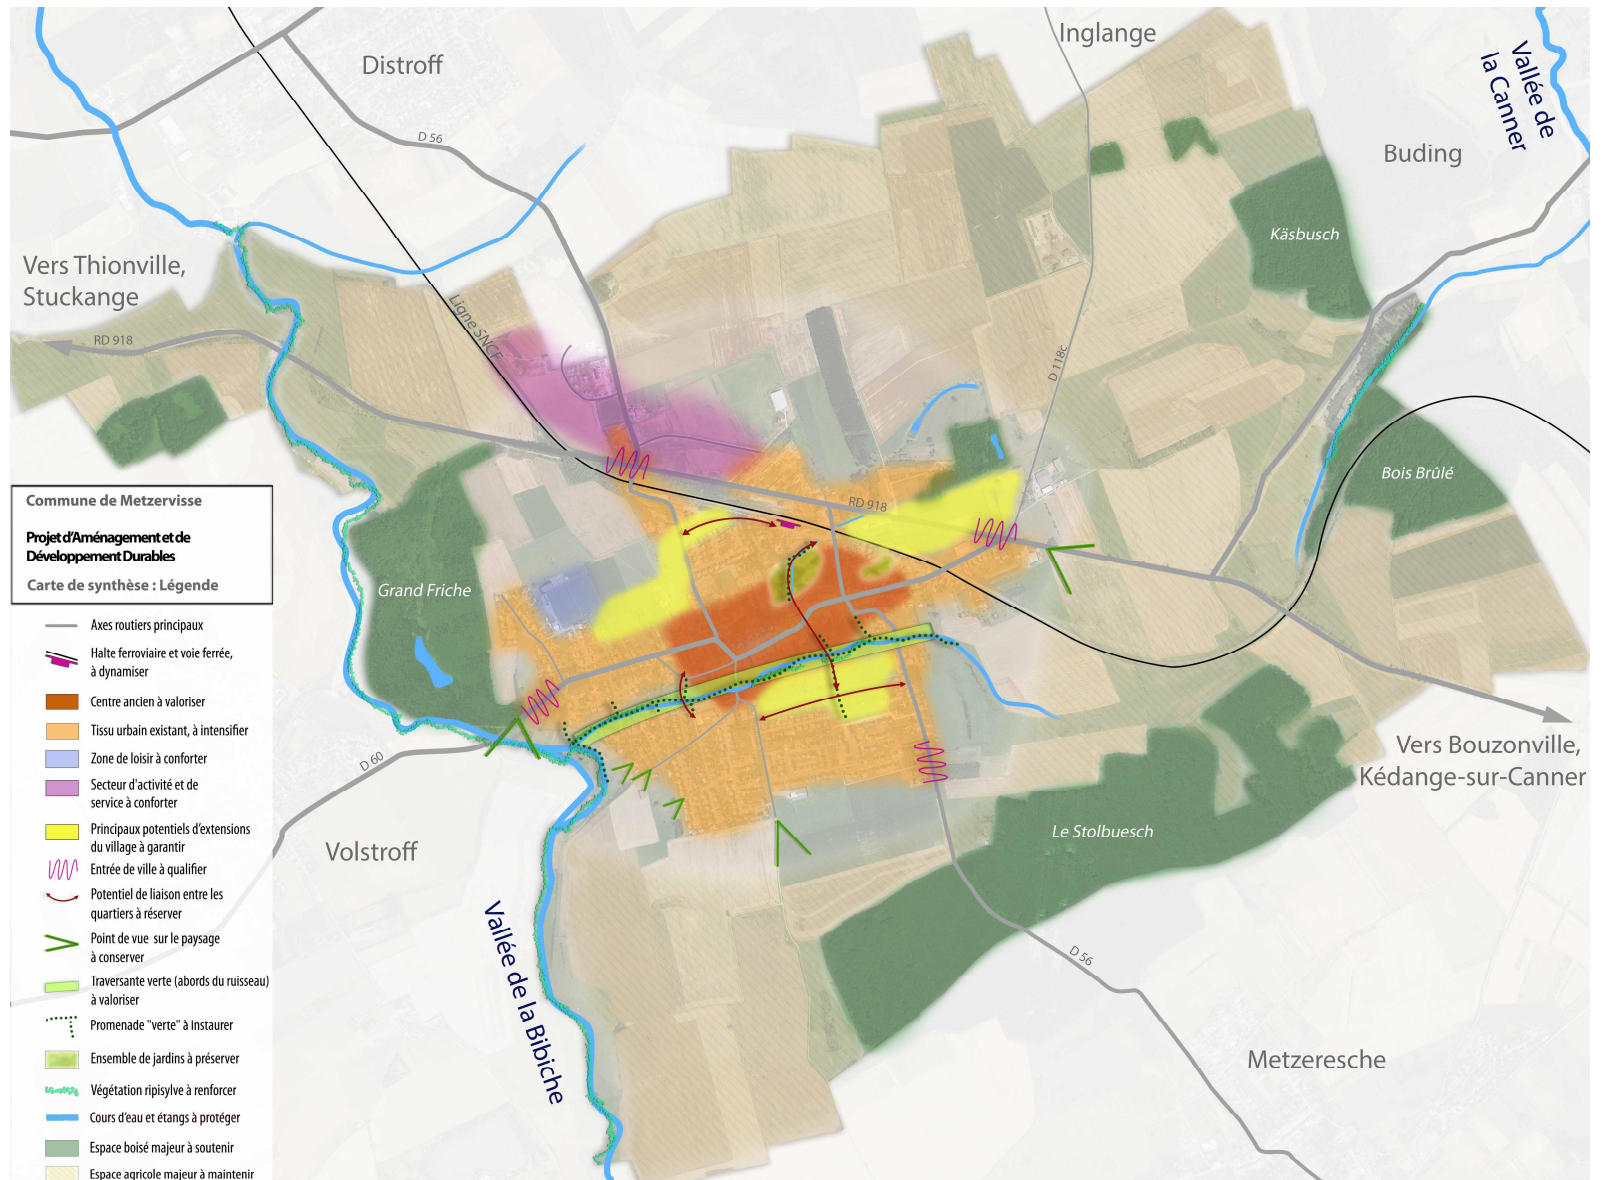 Inglange
Distroff
Vallée de
la Canner
D 56
Buding
Käsbusch
Vers Thionville,
Stuckange
Ligne SNCF
RD 918
D 118c
Bois Brûlé
RD 918
Grand Friche
Commune de Metzervisse
Projet d'Aménagement et de
Développement Durables
Carte de synthèse : Légende
Axes routiers principaux
Halte ferroviaire et voie ferrée,
à dynamiser
Centre ancien à valoriser
Tissu urbain existant, à intensifier
Zone de loisir à conforter
Secteur d'activité et de
service à conforter
Principaux potentiels d'extensions
du village à garantir
Entrée de ville à qualifier
Potentiel de liaison entre les
quartiers à réserver
Point de vue sur le paysage
à conserver
Traversante verte (abords du ruisseau)
à valoriser
Promenade "verte" à Instaurer
Ensemble de jardins à préserver
Végétation ripisylve à renforcer
Cours d'eau et étangs à protéger
Espace boisé majeur à soutenir
Espace agricole majeur à maintenir
D 60
Vers Bouzonville,
Kédange-sur-Canner
Le Stolbuesch
Volstroff
Vallée de la Bibiche
D 56
Metzeresche